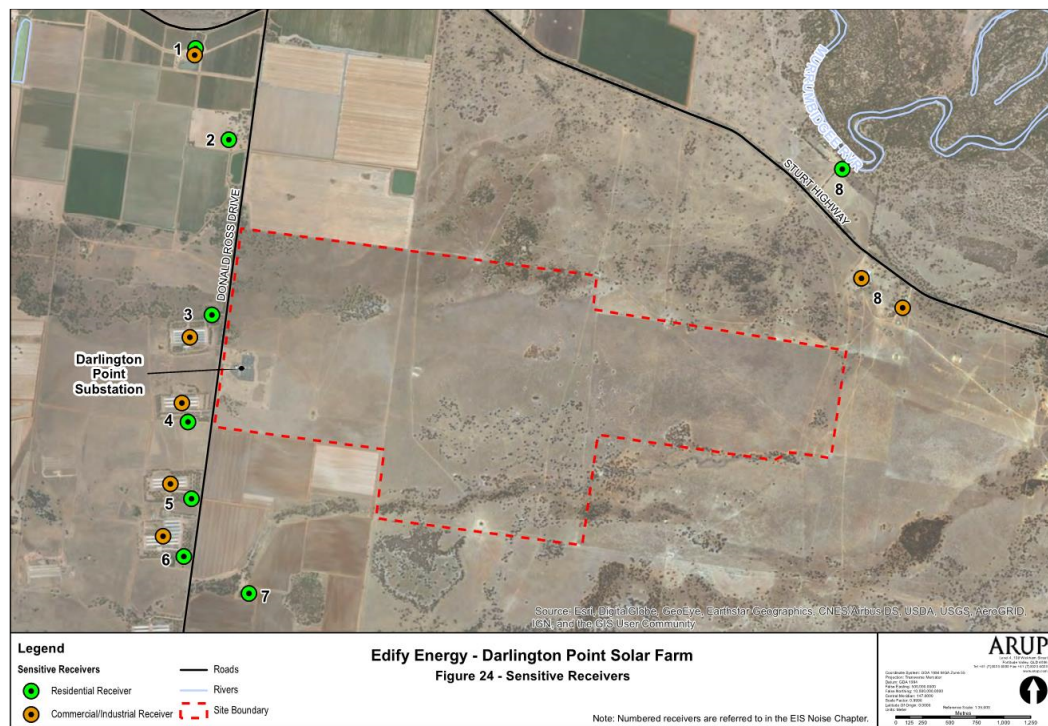 1
2
MURRUMBIDGEE RIVER
8
STURT HIGHWAY
DONALD ROSS DRIVE
8
3
Darlington
Point
Substation
4
5
6
7
Source: Esri, DigitalGlobe, GeoEye, Earthstar Geographics, CNES/Airbus DS, USDA, USGS, AeroGRID,
IGN, and the GIS User Community
Legend
Sensitive Receivers
Residential Receiver
Commercial/Industrial Receiver
Roads
Rivers
Site Boundary
Edify Energy - Darlington Point Solar Farm
Figure 24 - Sensitive Receivers
Note: Numbered receivers are referred to in the EIS Noise Chapter.
ARUP
Metres
0 125 250 500 750 1,000 1,250